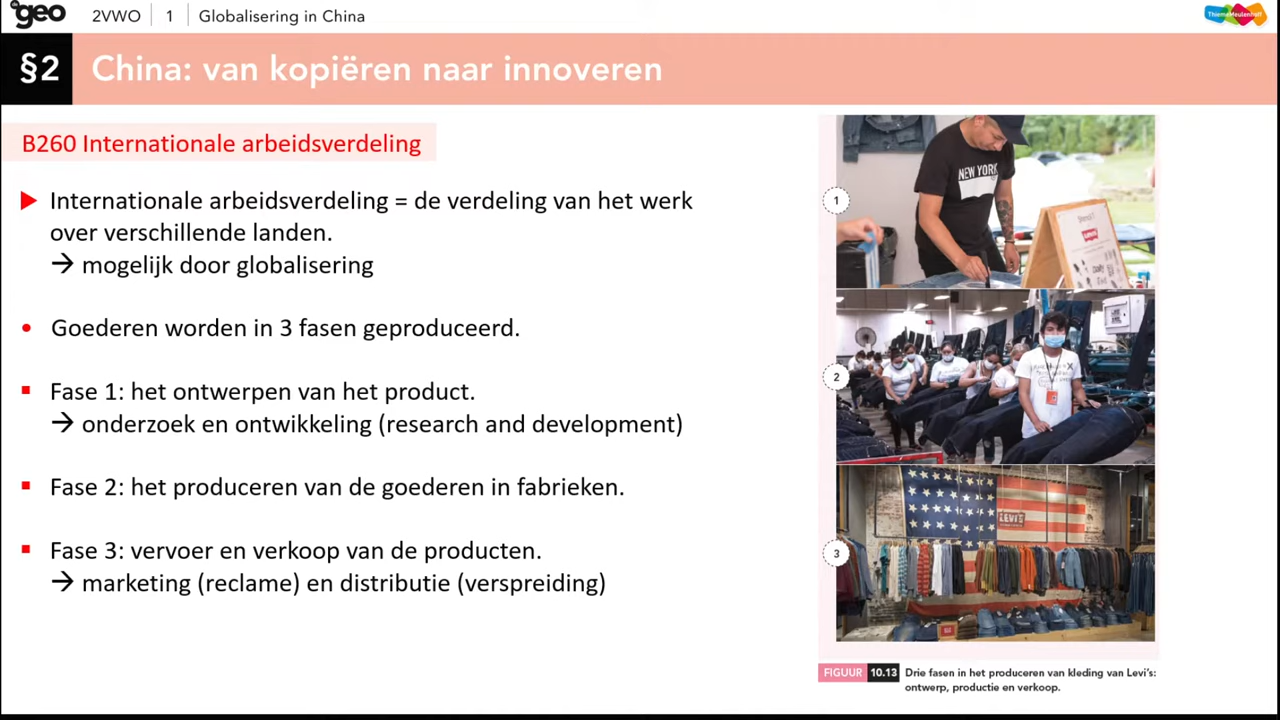 geo
2VWO
1
Globalisering in China
ThiemeMeulenhoff
§2
China: van kopiëren naar innoveren
B260 Internationale arbeidsverdeling
Internationale arbeidsverdeling = de verdeling van het werk
over verschillende landen.
→ mogelijk door globalisering
• Goederen worden in 3 fasen geproduceerd.
▪ Fase 1: het ontwerpen van het product.
→ onderzoek en ontwikkeling (research and development)
▪ Fase 2: het produceren van de goederen in fabrieken.
▪ Fase 3: vervoer en verkoop van de producten.
→ marketing (reclame) en distributie (verspreiding)
1
NEW YORK
2
LEVI'S
3
FIGUUR 10.13 Drie fasen in het produceren van kleding van Levi's:
ontwerp, productie en verkoop.